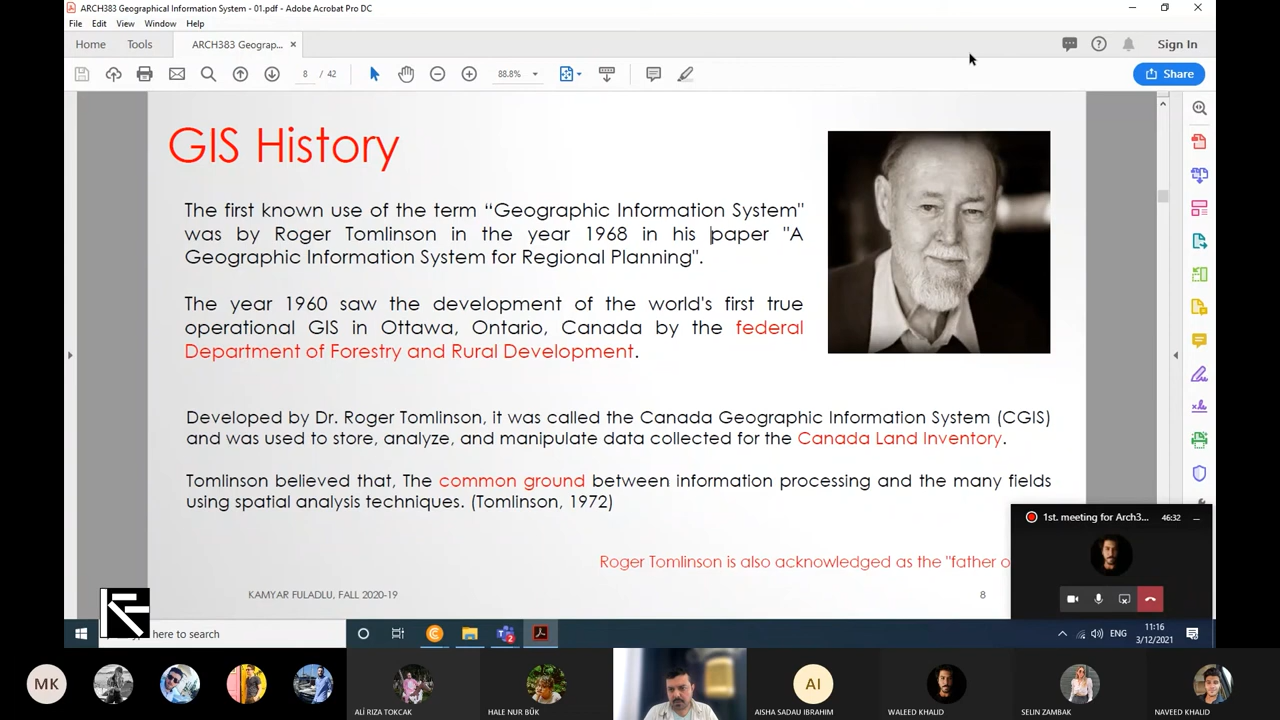 ARCH383 Geographical Information System - 01.pdf - Adobe Acrobat Pro DC
File Edit View Window Help
Home Tools ARCH383 Geograp... ×
Sign In
8 / 42 88.8% Share
GIS History
The first known use of the term “Geographic Information System"
was by Roger Tomlinson in the year 1968 in his paper "A
Geographic Information System for Regional Planning".
The year 1960 saw the development of the world's first true
operational GIS in Ottawa, Ontario, Canada by the federal
Department of Forestry and Rural Development.
Developed by Dr. Roger Tomlinson, it was called the Canada Geographic Information System (CGIS)
and was used to store, analyze, and manipulate data collected for the Canada Land Inventory.
Tomlinson believed that, The common ground between information processing and the many fields
using spatial analysis techniques. (Tomlinson, 1972)
1st. meeting for Arch3... 46:32
Roger Tomlinson is also acknowledged as the "father o
KAMYAR FULADLU, FALL 2020-19 8
here to search
ENG
11:16
3/12/2021
MK
AI
ALİ RIZA TOKCAK HALE NUR BÜK AISHA SADAU IBRAHIM WALEED KHALID SELIN ZAMBAK NAVEED KHALID